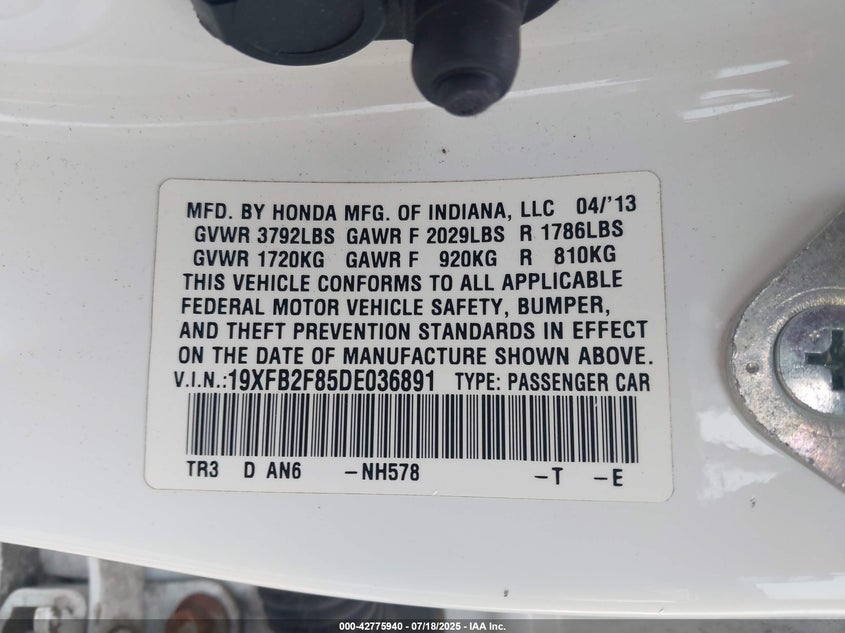 MFD. BY HONDA MFG. OF INDIANA, LLC 04/'13
GVWR 3792LBS GAWR F 2029LBS R 1786LBS
GVWR 1720KG GAWR F 920KG R 810KG
THIS VEHICLE CONFORMS TO ALL APPLICABLE
FEDERAL MOTOR VEHICLE SAFETY, BUMPER,
AND THEFT PREVENTION STANDARDS IN EFFECT
ON THE DATE OF MANUFACTURE SHOWN ABOVE.
V.I.N.:19XFB2F85DE036891 TYPE: PASSENGER CAR
TR3 D AN6 -NH578 -T -E
000-42775940 - 07/18/2025 - IAA Inc.